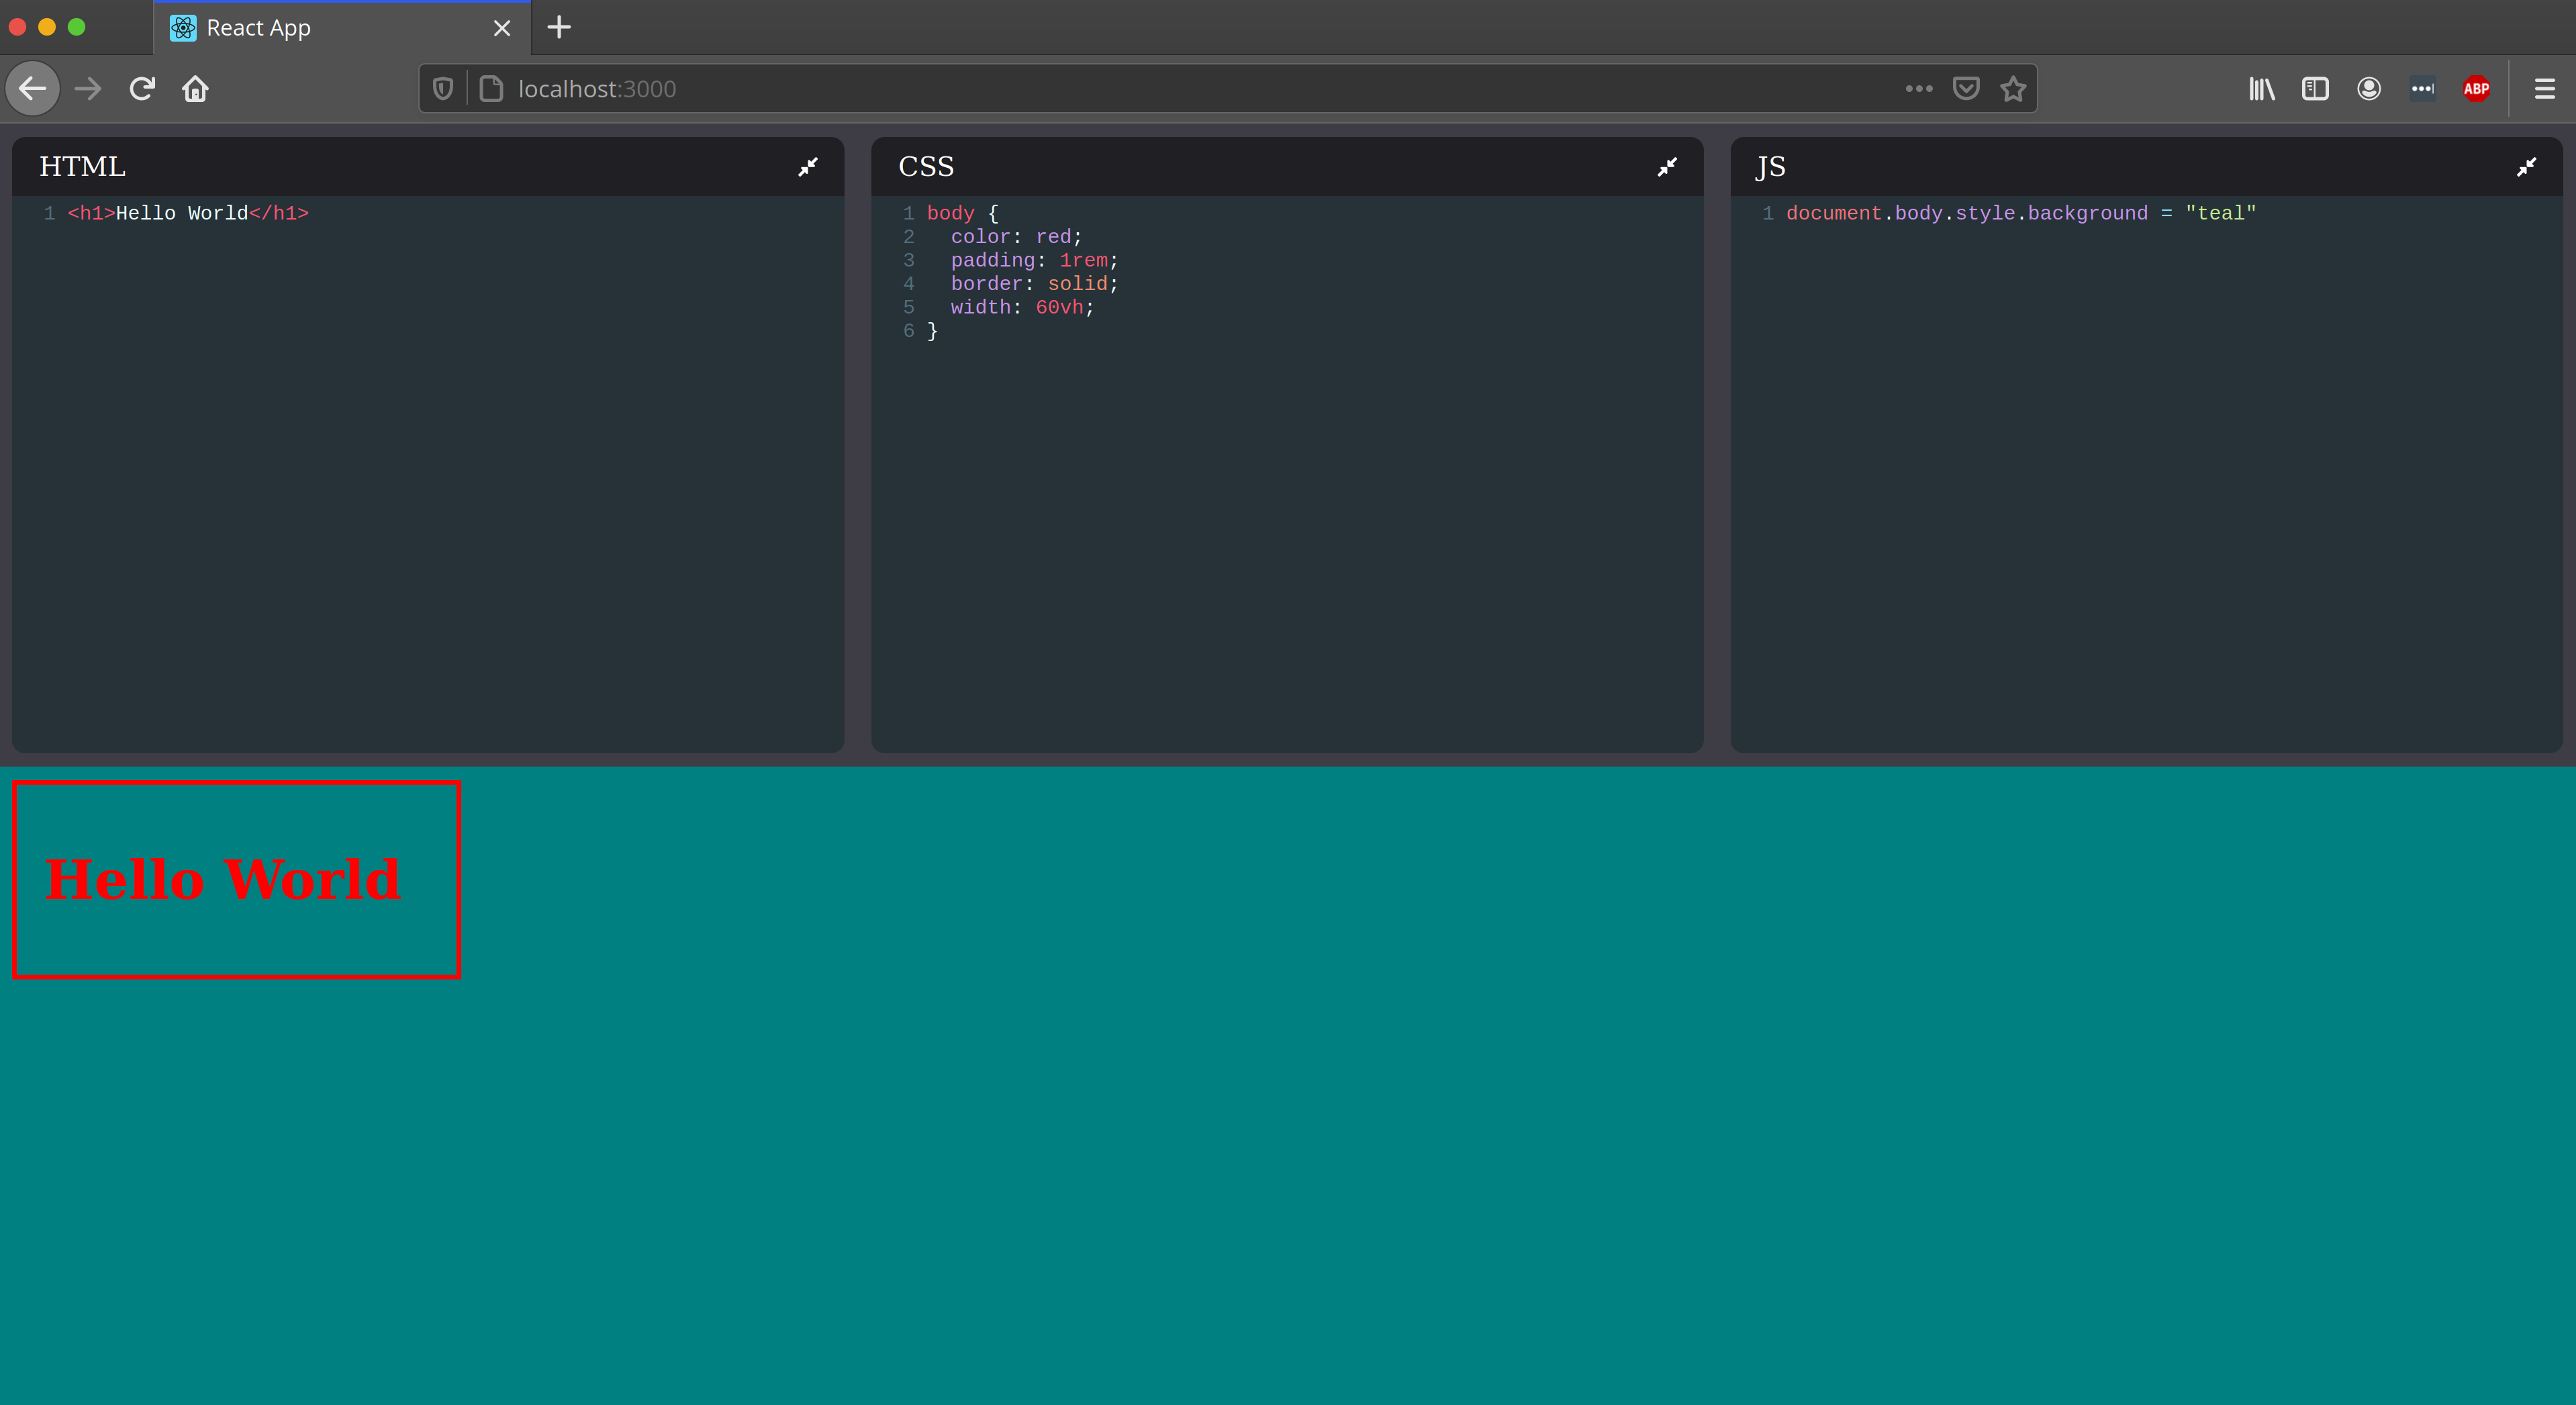 React App
localhost:3000
ABP
HTML
1 <h1>Hello World</h1>
CSS
1 body {
2   color: red;
3   padding: 1rem;
4   border: solid;
5   width: 60vh;
6 }
JS
1 document.body.style.background = "teal"
Hello World